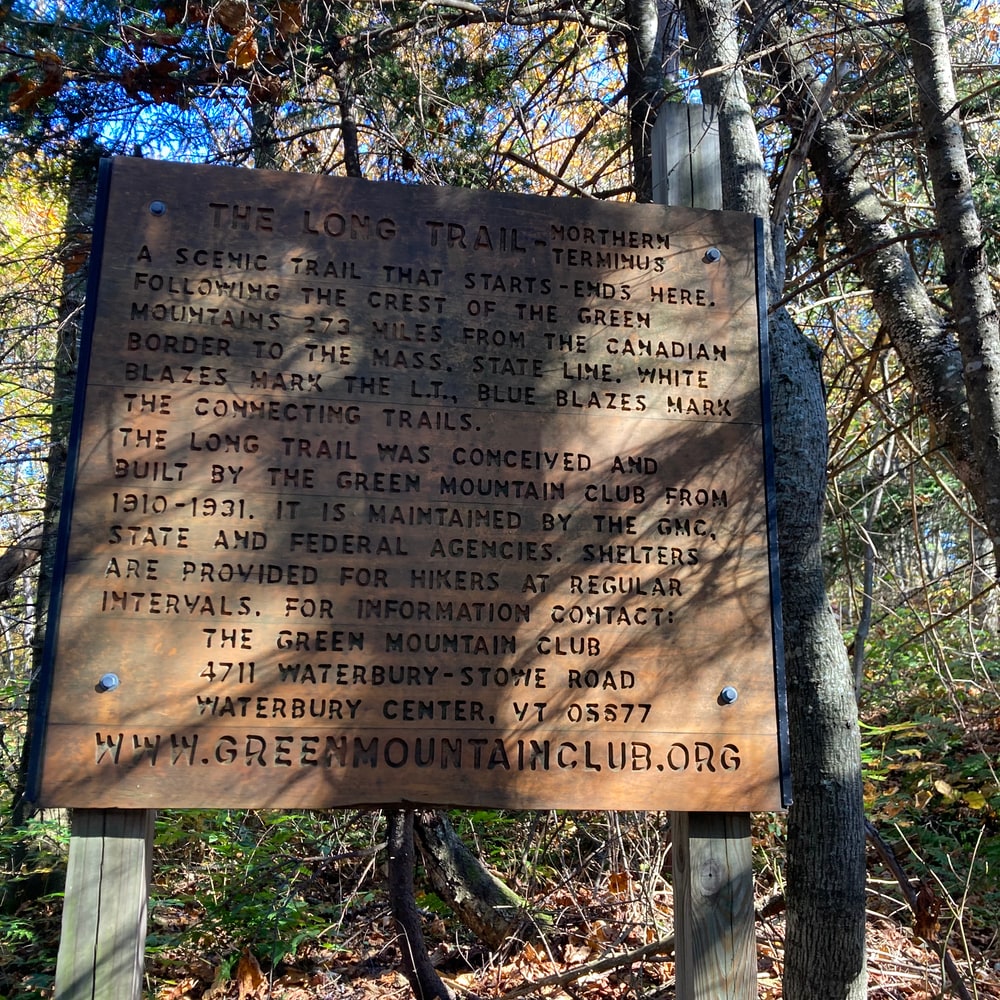 THE LONG TRAIL-NORTHERN TERMINUS
A SCENIC TRAIL THAT STARTS-ENDS HERE.
FOLLOWING THE CREST OF THE GREEN
MOUNTAINS 273 MILES FROM THE CANADIAN
BORDER TO THE MASS. STATE LINE. WHITE
BLAZES MARK THE L.T., BLUE BLAZES MARK
THE CONNECTING TRAILS.
THE LONG TRAIL WAS CONCEIVED AND
BUILT BY THE GREEN MOUNTAIN CLUB FROM
1910-1931. IT IS MAINTAINED BY THE GMC,
STATE AND FEDERAL AGENCIES. SHELTERS
ARE PROVIDED FOR HIKERS AT REGULAR
INTERVALS. FOR INFORMATION CONTACT:
THE GREEN MOUNTAIN CLUB
4711 WATERBURY-STOWE ROAD
WATERBURY CENTER, VT 05677
WWW.GREENMOUNTAINCLUB.ORG